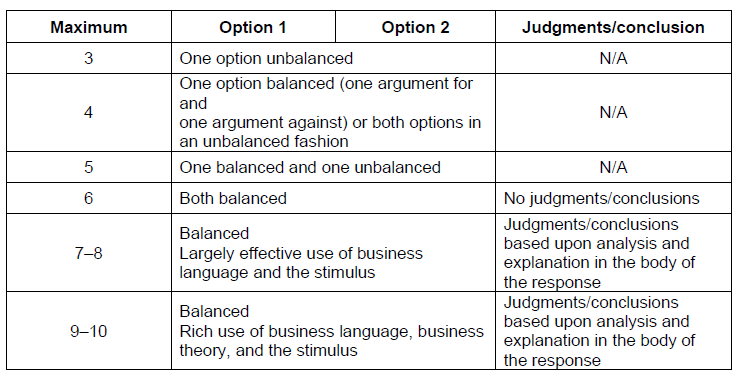 Maximum Option 1 Option 2 Judgments/conclusion
3 One option unbalanced N/A
One option balanced (one argument for
and
4 one argument against) or both options in N/A
an unbalanced fashion
5 One balanced and one unbalanced N/A
6 Both balanced No judgments/conclusions
7–8
Balanced
Largely effective use of business
language and the stimulus
Judgments/conclusions
based upon analysis and
explanation in the body of
the response
9–10
Balanced
Rich use of business language, business
theory, and the stimulus
Judgments/conclusions
based upon analysis and
explanation in the body of
the response